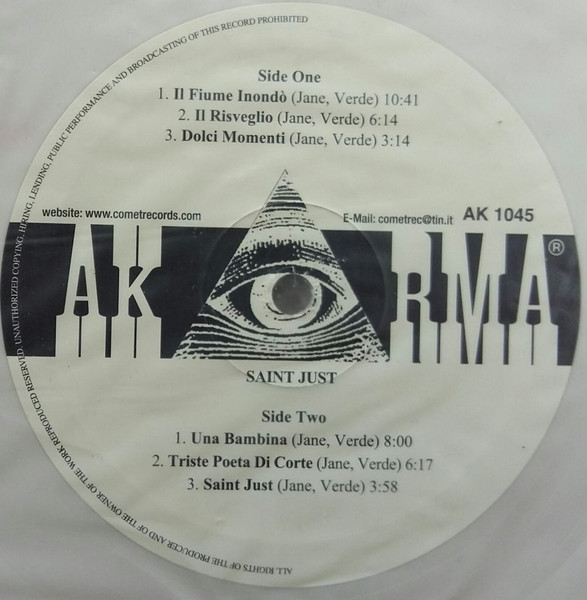 ALL RIGHTS OF THE PRODUCER AND OF THE OWNER OF THE WORK REPRODUCED RESERVED. UNAUTHORIZED COPYING, HIRING, LENDING, PUBLIC PERFORMANCE AND BROADCASTING OF THIS RECORD PROHIBITED
Side One
1. Il Fiume Inondò (Jane, Verde) 10:41
2. Il Risveglio (Jane, Verde) 6:14
3. Dolci Momenti (Jane, Verde) 3:14
website: www.cometrecords.com E-Mail: cometrec@tin.it AK 1045
AK RMA ®
SAINT JUST
Side Two
1. Una Bambina (Jane, Verde) 8:00
2. Triste Poeta Di Corte (Jane, Verde) 6:17
3. Saint Just (Jane, Verde) 3:58